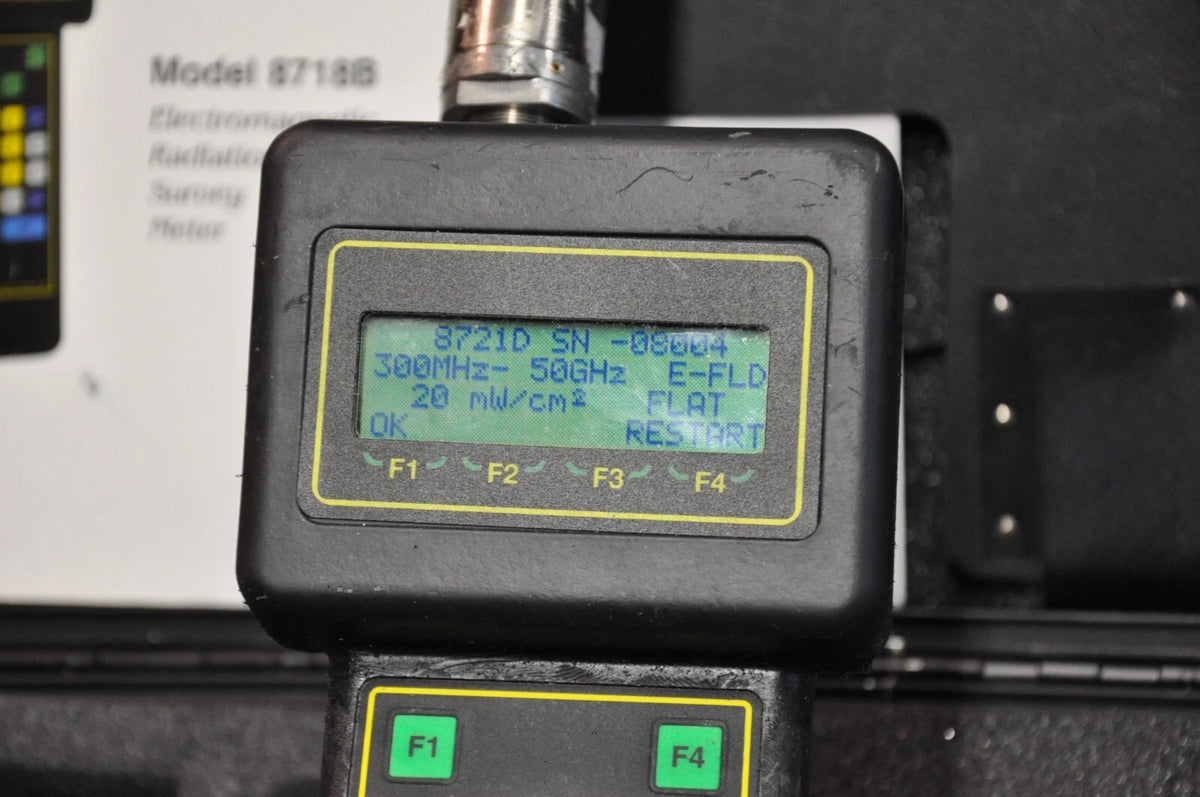 Model 8718B
Electromagnetic
Radiation
Survey
Meter
8721D SN -08004
300MHz- 50GHz E-FLD
20 mW/cm² FLAT
OK RESTART
F1 F2 F3 F4
F1 F4